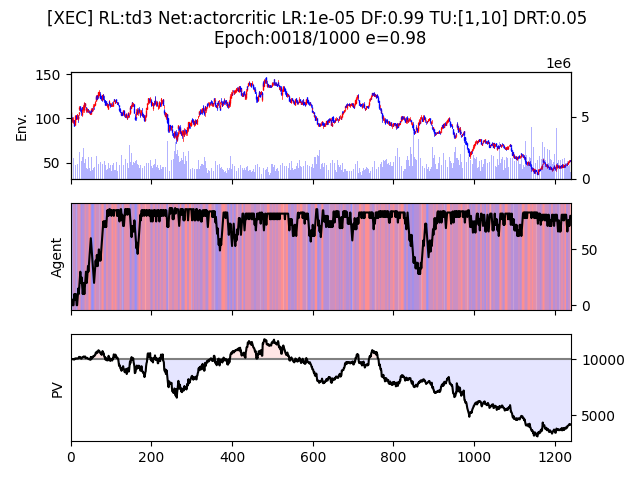 [XEC] RL:td3 Net:actorcritic LR:1e-05 DF:0.99 TU:[1,10] DRT:0.05
Epoch:0018/1000 e=0.98
1e6
150
100
50
Env.
5
0
Agent
50
0
PV
10000
5000
0 200 400 600 800 1000 1200